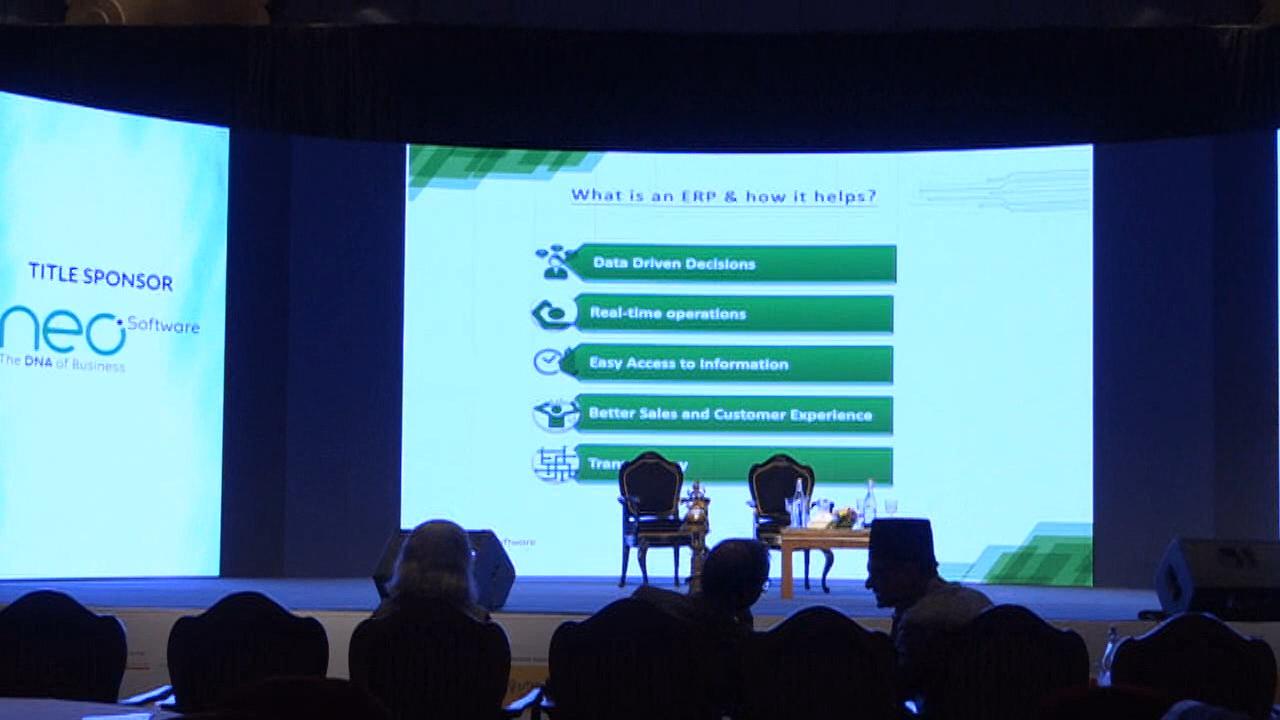 TITLE SPONSOR
neo Software
The DNA of Business
What is an ERP & how it helps?
Data Driven Decisions
Real-time operations
Easy Access to Information
Better Sales and Customer Experience